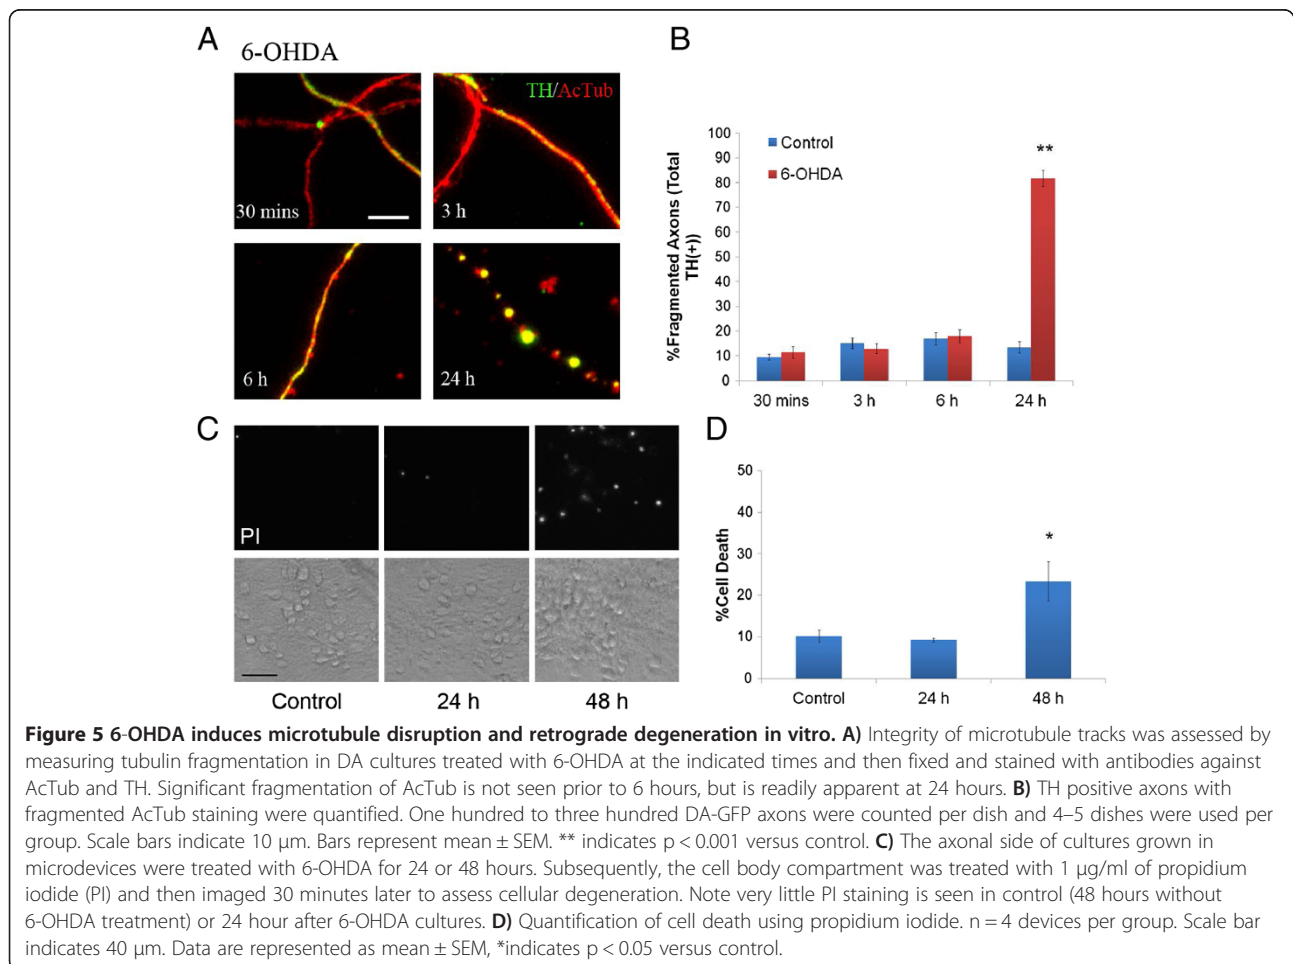 A
6-OHDA
TH/AcTub
30 mins
3 h
6 h
24 h
B
%Fragmented Axons (Total
TH(+))
100
90
80
70
60
50
40
30
20
10
0
Control
6-OHDA
**
30 mins
3 h
6 h
24 h
C
PI
Control
24 h
48 h
D
%Cell Death
50
40
30
20
10
0
*
Control
24 h
48 h
Figure 5 6-OHDA induces microtubule disruption and retrograde degeneration in vitro. A) Integrity of microtubule tracks was assessed by
measuring tubulin fragmentation in DA cultures treated with 6-OHDA at the indicated times and then fixed and stained with antibodies against
AcTub and TH. Significant fragmentation of AcTub is not seen prior to 6 hours, but is readily apparent at 24 hours. B) TH positive axons with
fragmented AcTub staining were quantified. One hundred to three hundred DA-GFP axons were counted per dish and 4–5 dishes were used per
group. Scale bars indicate 10 μm. Bars represent mean ± SEM. ** indicates p < 0.001 versus control. C) The axonal side of cultures grown in
microdevices were treated with 6-OHDA for 24 or 48 hours. Subsequently, the cell body compartment was treated with 1 μg/ml of propidium
iodide (PI) and then imaged 30 minutes later to assess cellular degeneration. Note very little PI staining is seen in control (48 hours without
6-OHDA treatment) or 24 hour after 6-OHDA cultures. D) Quantification of cell death using propidium iodide. n = 4 devices per group. Scale bar
indicates 40 μm. Data are represented as mean ± SEM, *indicates p < 0.05 versus control.